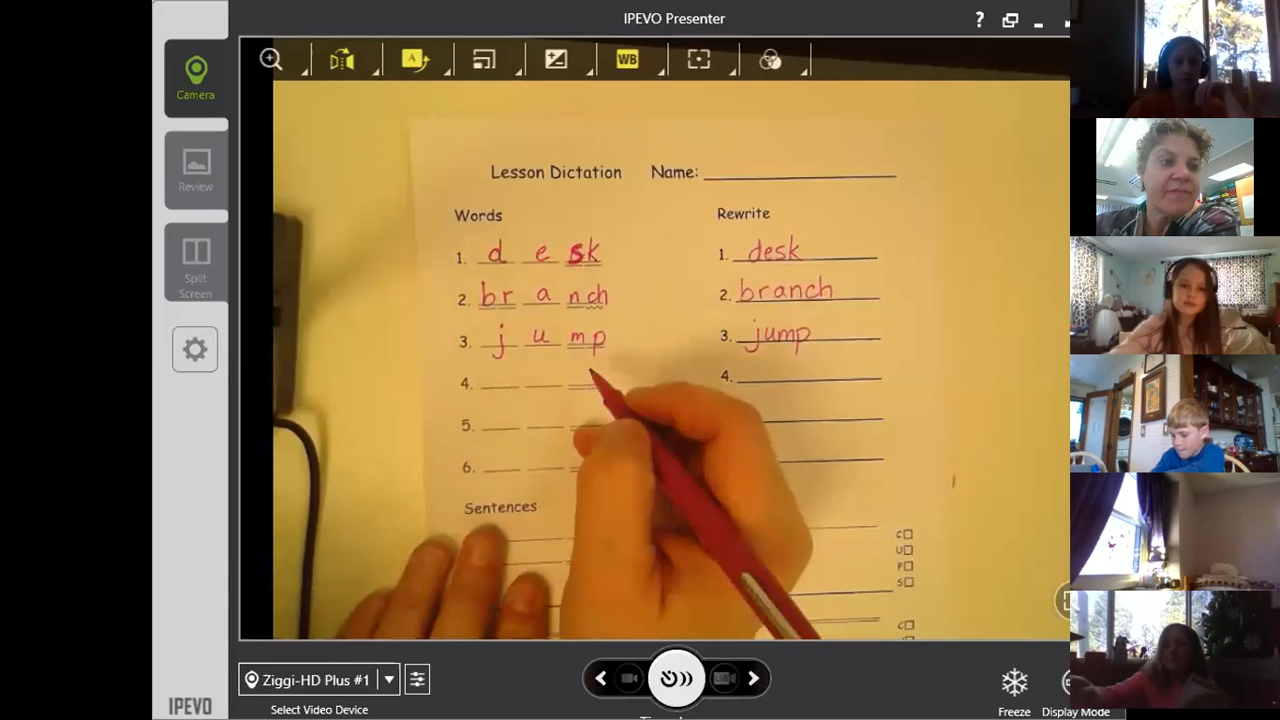 IPEVO Presenter
?
Camera
A
WB
Review
Split
Screen
Lesson Dictation Name:
Words Rewrite
1. d e sk 1. desk
2. br a nch 2. branch
3. j u mp 3. jump
4. 4.
5.
6.
Sentences
C
U
P
S
C
Ziggi-HD Plus #1
LIVE
IPEVO
Select Video Device
Freeze
Display Mode